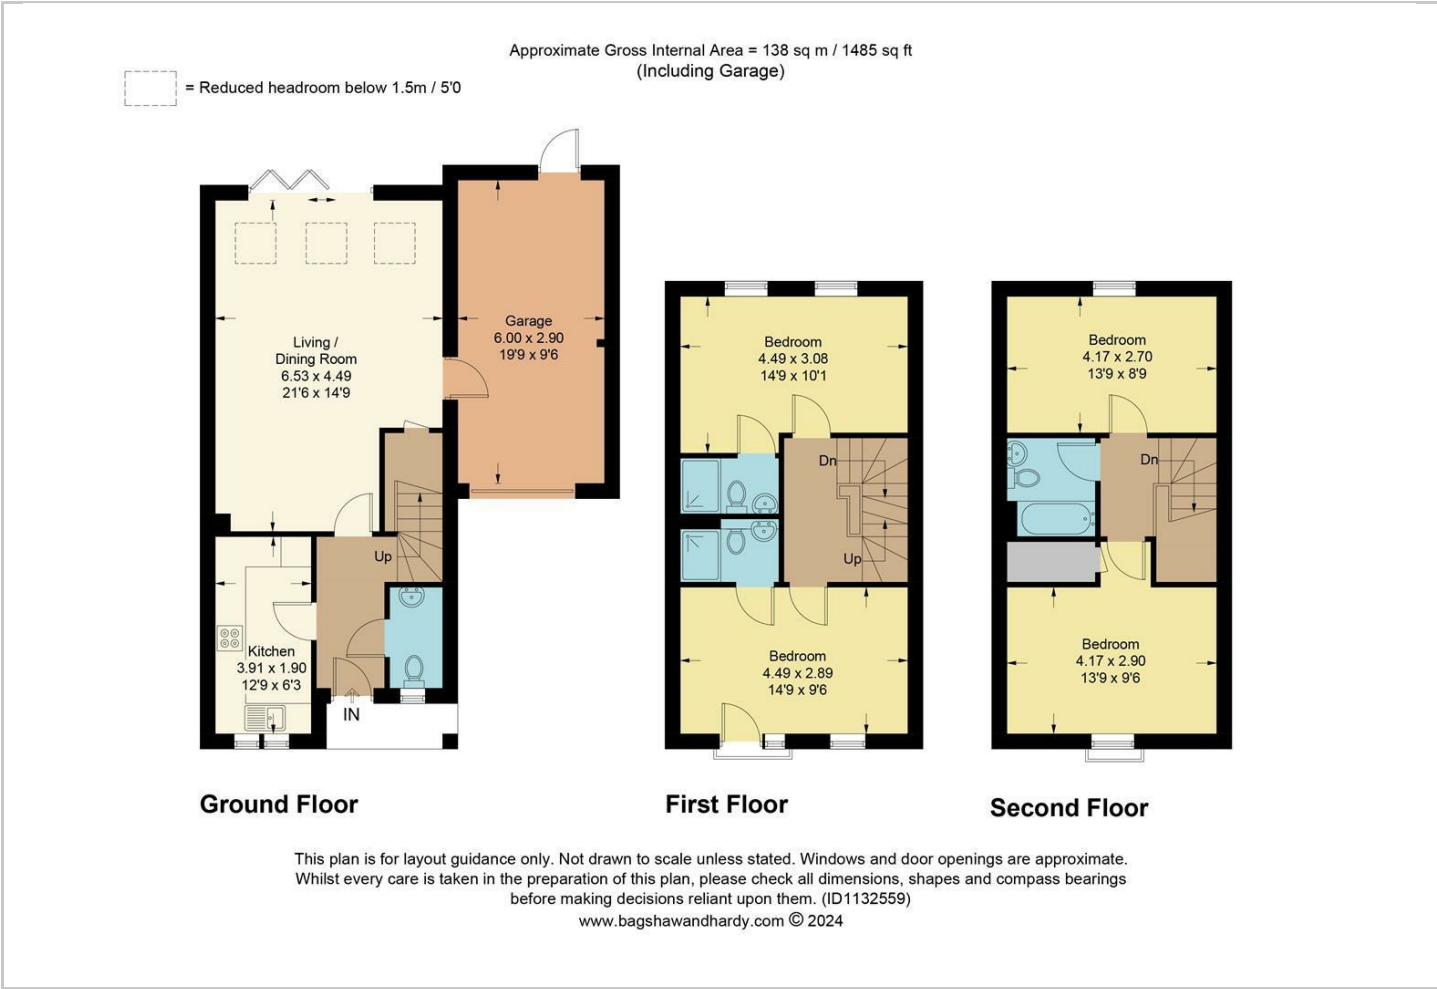 Approximate Gross Internal Area = 138 sq m / 1485 sq ft
(Including Garage)
= Reduced headroom below 1.5m / 5'0
Living /
Dining Room
6.53 x 4.49
21'6 x 14'9
Garage
6.00 x 2.90
19'9 x 9'6
Up
Kitchen
3.91 x 1.90
12'9 x 6'3
IN
Ground Floor
Bedroom
4.49 x 3.08
14'9 x 10'1
Dn
Up
Bedroom
4.49 x 2.89
14'9 x 9'6
First Floor
Bedroom
4.17 x 2.70
13'9 x 8'9
Dn
Bedroom
4.17 x 2.90
13'9 x 9'6
Second Floor
This plan is for layout guidance only. Not drawn to scale unless stated. Windows and door openings are approximate.
Whilst every care is taken in the preparation of this plan, please check all dimensions, shapes and compass bearings
before making decisions reliant upon them. (ID1132559)
www.bagshawandhardy.com © 2024